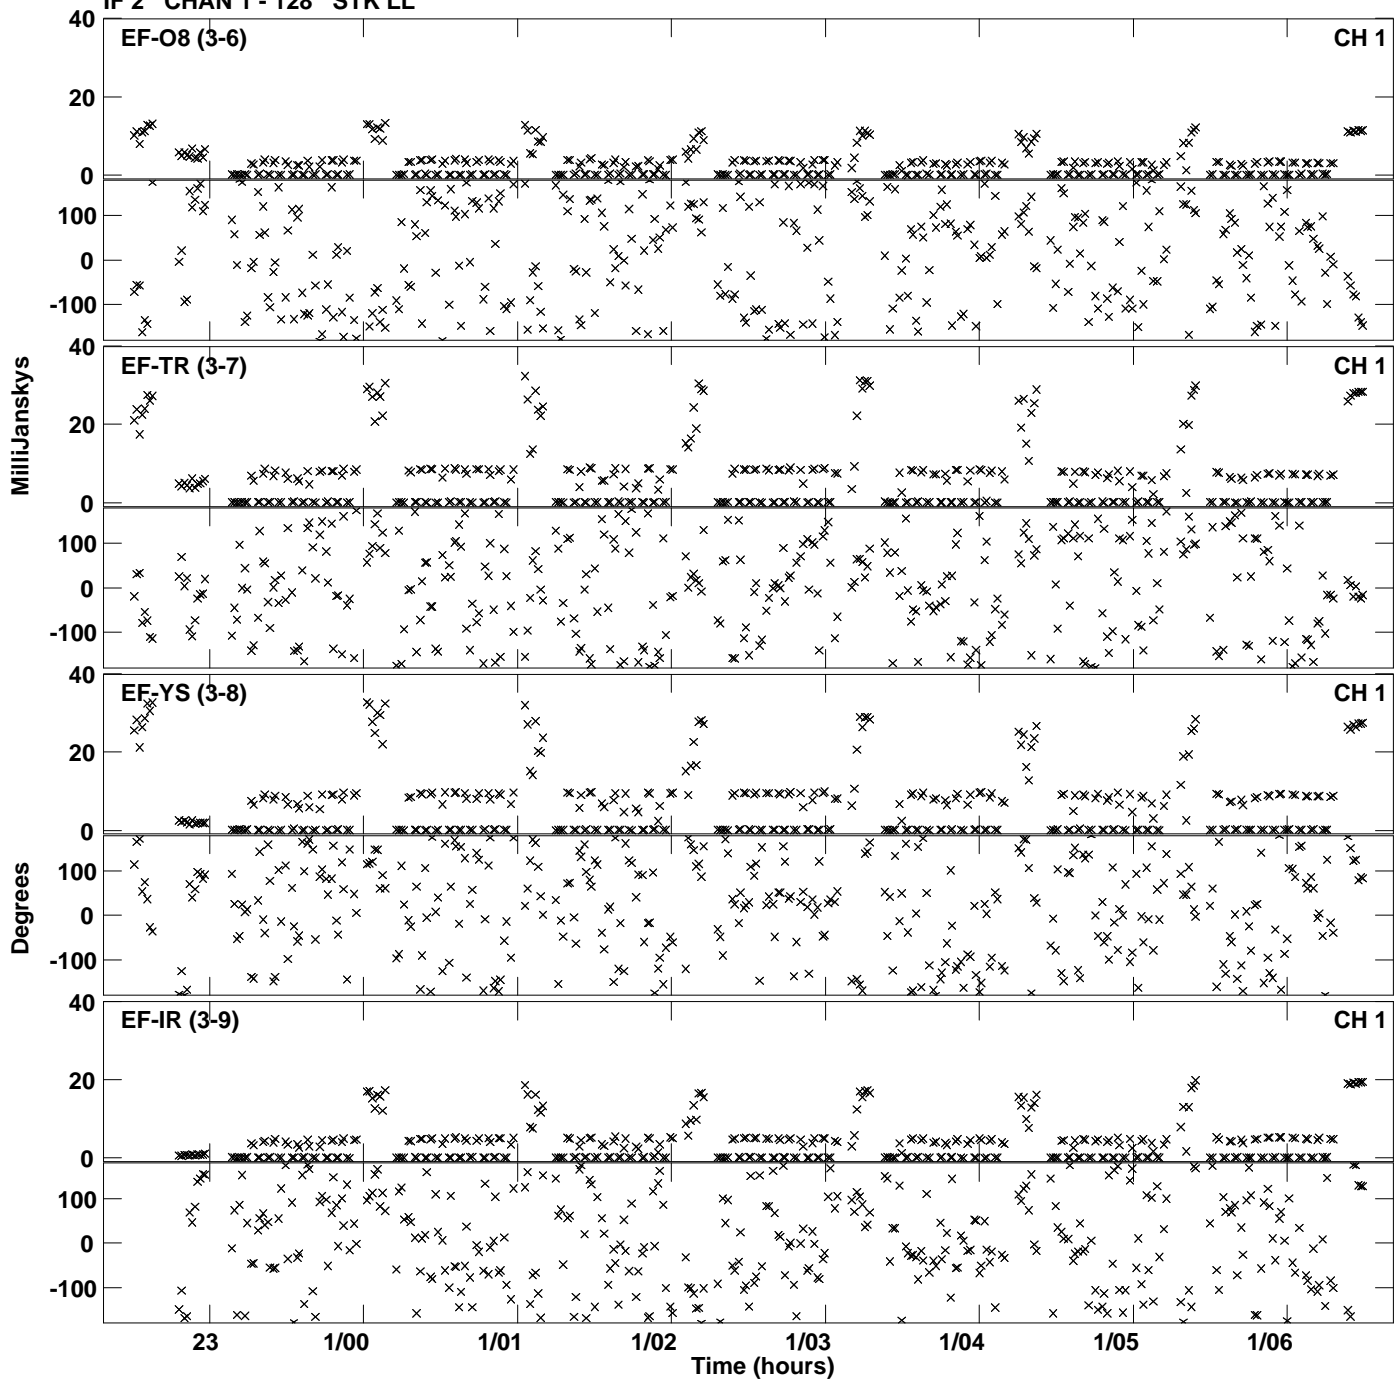 IF 2 CHAN 1 - 128 STK LL
40
EF-O8 (3-6) CH 1
20
0
100
0
-100
40
EF-TR (3-7) CH 1
20
0
100
0
-100
MilliJanskys
40
EF-YS (3-8) CH 1
20
0
100
0
-100
Degrees
40
EF-IR (3-9) CH 1
20
0
100
0
-100
23 1/00 1/01 1/02 1/03 1/04 1/05 1/06
Time (hours)